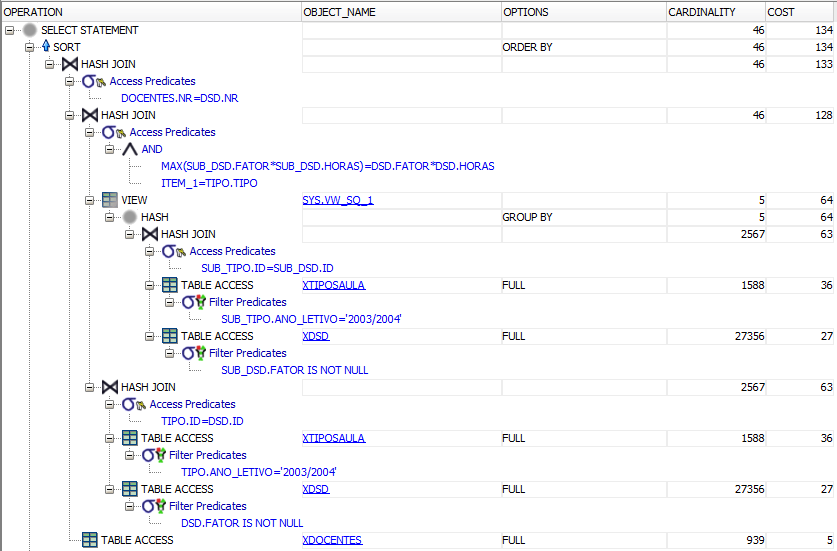 OPERATION OBJECT_NAME OPTIONS CARDINALITY COST
SELECT STATEMENT 46 134
SORT ORDER BY 46 134
HASH JOIN 46 133
Access Predicates
DOCENTES.NR=DSD.NR
HASH JOIN 46 128
Access Predicates
AND
MAX(SUB_DSD.FATOR*SUB_DSD.HORAS)=DSD.FATOR*DSD.HORAS
ITEM_1=TIPO.TIPO
VIEW SYS.VW_SQ_1 5 64
HASH GROUP BY 5 64
HASH JOIN 2567 63
Access Predicates
SUB_TIPO.ID=SUB_DSD.ID
TABLE ACCESS XTIPOSAULA FULL 1588 36
Filter Predicates
SUB_TIPO.ANO_LETIVO='2003/2004'
TABLE ACCESS XDSD FULL 27356 27
Filter Predicates
SUB_DSD.FATOR IS NOT NULL
HASH JOIN 2567 63
Access Predicates
TIPO.ID=DSD.ID
TABLE ACCESS XTIPOSAULA FULL 1588 36
Filter Predicates
TIPO.ANO_LETIVO='2003/2004'
TABLE ACCESS XDSD FULL 27356 27
Filter Predicates
DSD.FATOR IS NOT NULL
TABLE ACCESS XDOCENTES FULL 939 5